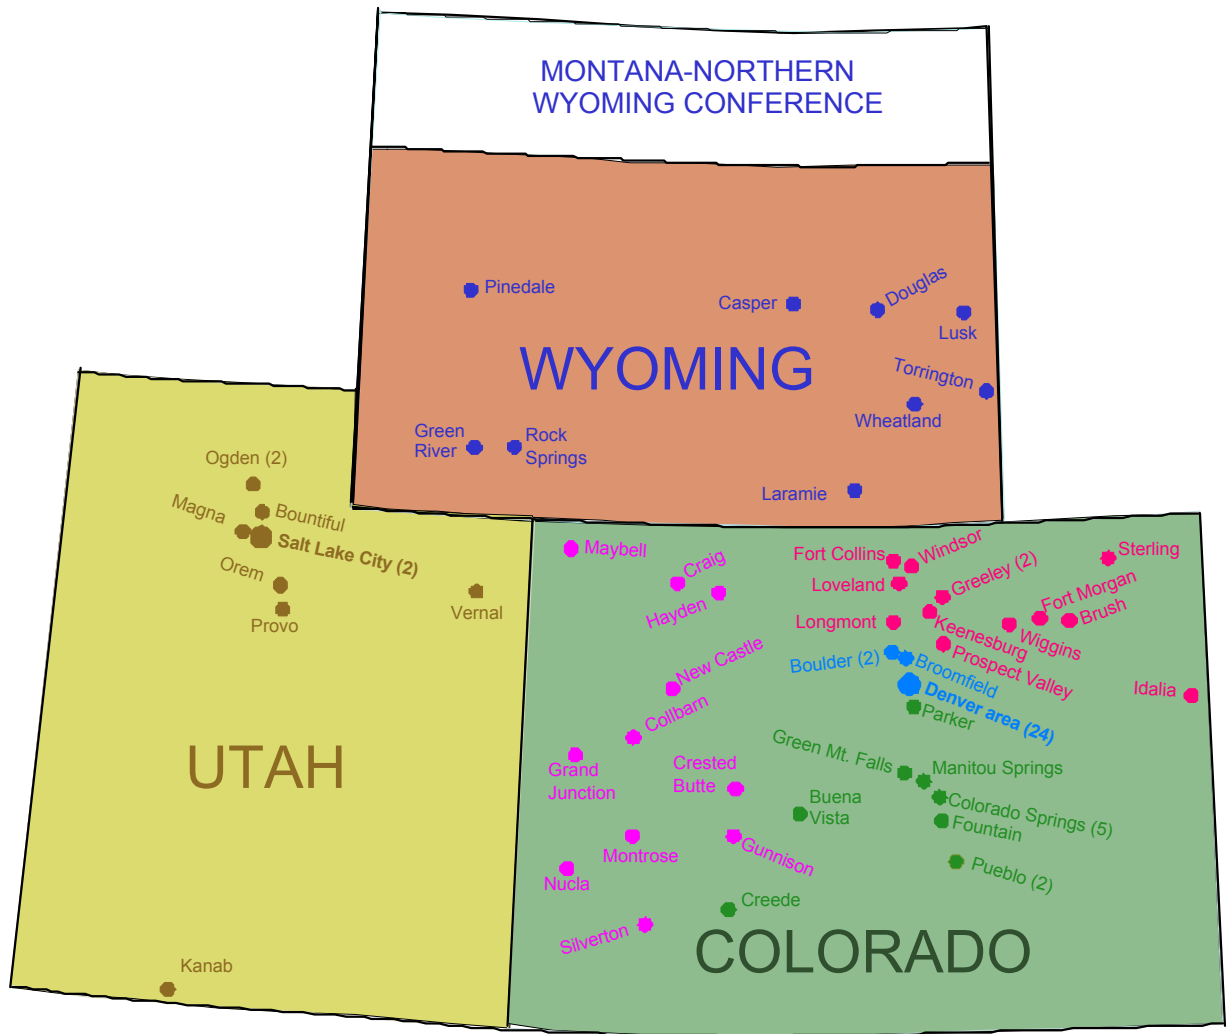 MONTANA-NORTHERN
WYOMING CONFERENCE
Pinedale
Casper
Douglas
Lusk
WYOMING
Torrington
Wheatland
Green
River
Rock
Springs
Laramie
Ogden (2)
Magna
Bountiful
Salt Lake City (2)
Orem
Provo
Vernal
UTAH
Kanab
Maybell
Craig
Hayden
New Castle
Collbarn
Grand
Junction
Crested
Butte
Montrose
Gunnison
Nucla
Silverton
Fort Collins
Windsor
Loveland
Greeley (2)
Longmont
Keenesburg
Prospect Valley
Wiggins
Fort Morgan
Brush
Sterling
Idalia
Boulder (2)
Broomfield
Denver area (24)
Parker
Green Mt. Falls
Manitou Springs
Colorado Springs (5)
Fountain
Buena
Vista
Pueblo (2)
Creede
COLORADO